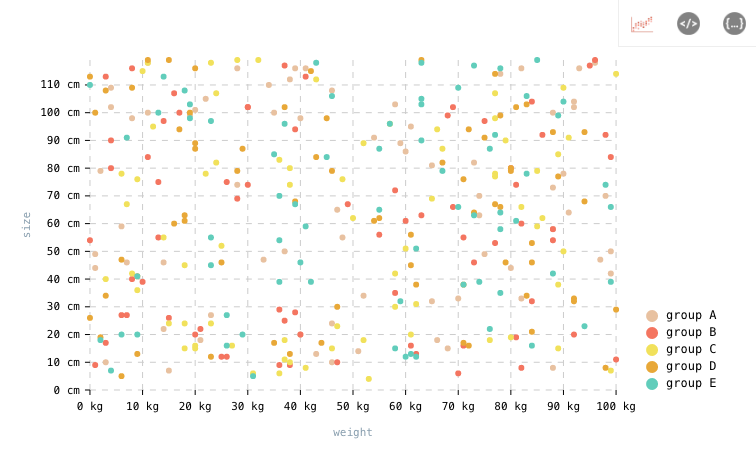 </>
{...}
110 cm
100 cm
90 cm
80 cm
70 cm
60 cm
50 cm
40 cm
30 cm
20 cm
10 cm
0 cm
size
0 kg 10 kg 20 kg 30 kg 40 kg 50 kg 60 kg 70 kg 80 kg 90 kg 100 kg
weight
group A
group B
group C
group D
group E